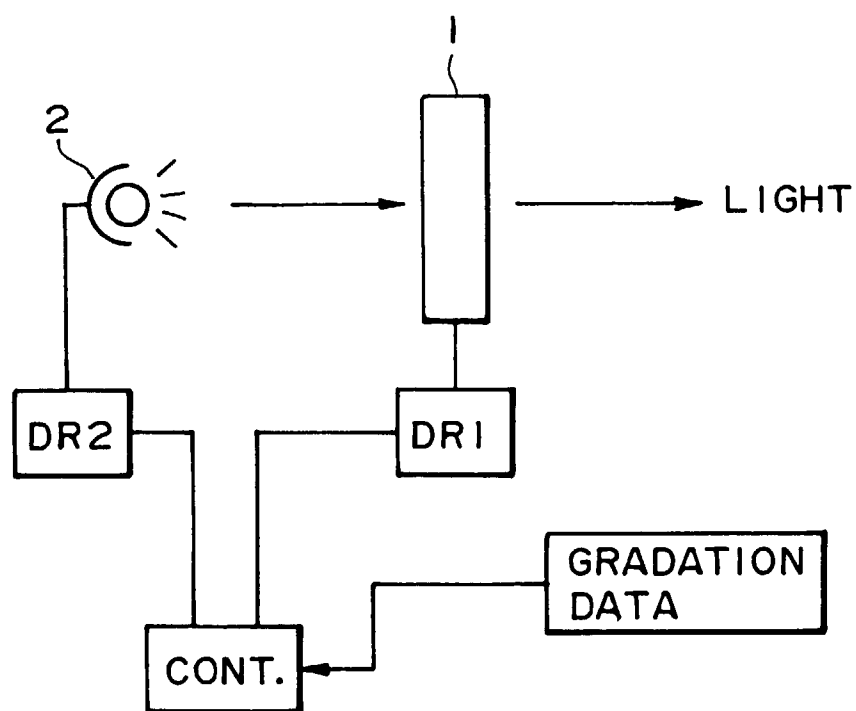 1
2
LIGHT
DR2
DR1
GRADATION
DATA
CONT.